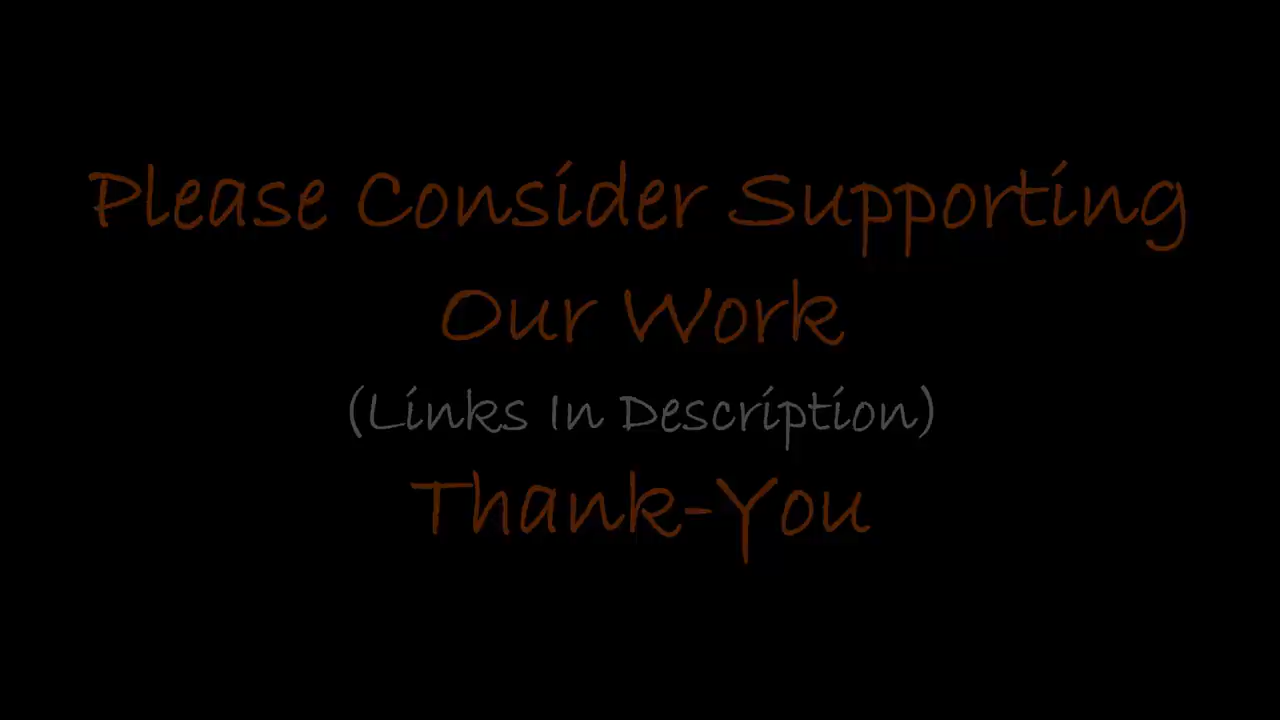 Please Consider Supporting
Our Work
(Links In Description)
Thank-You